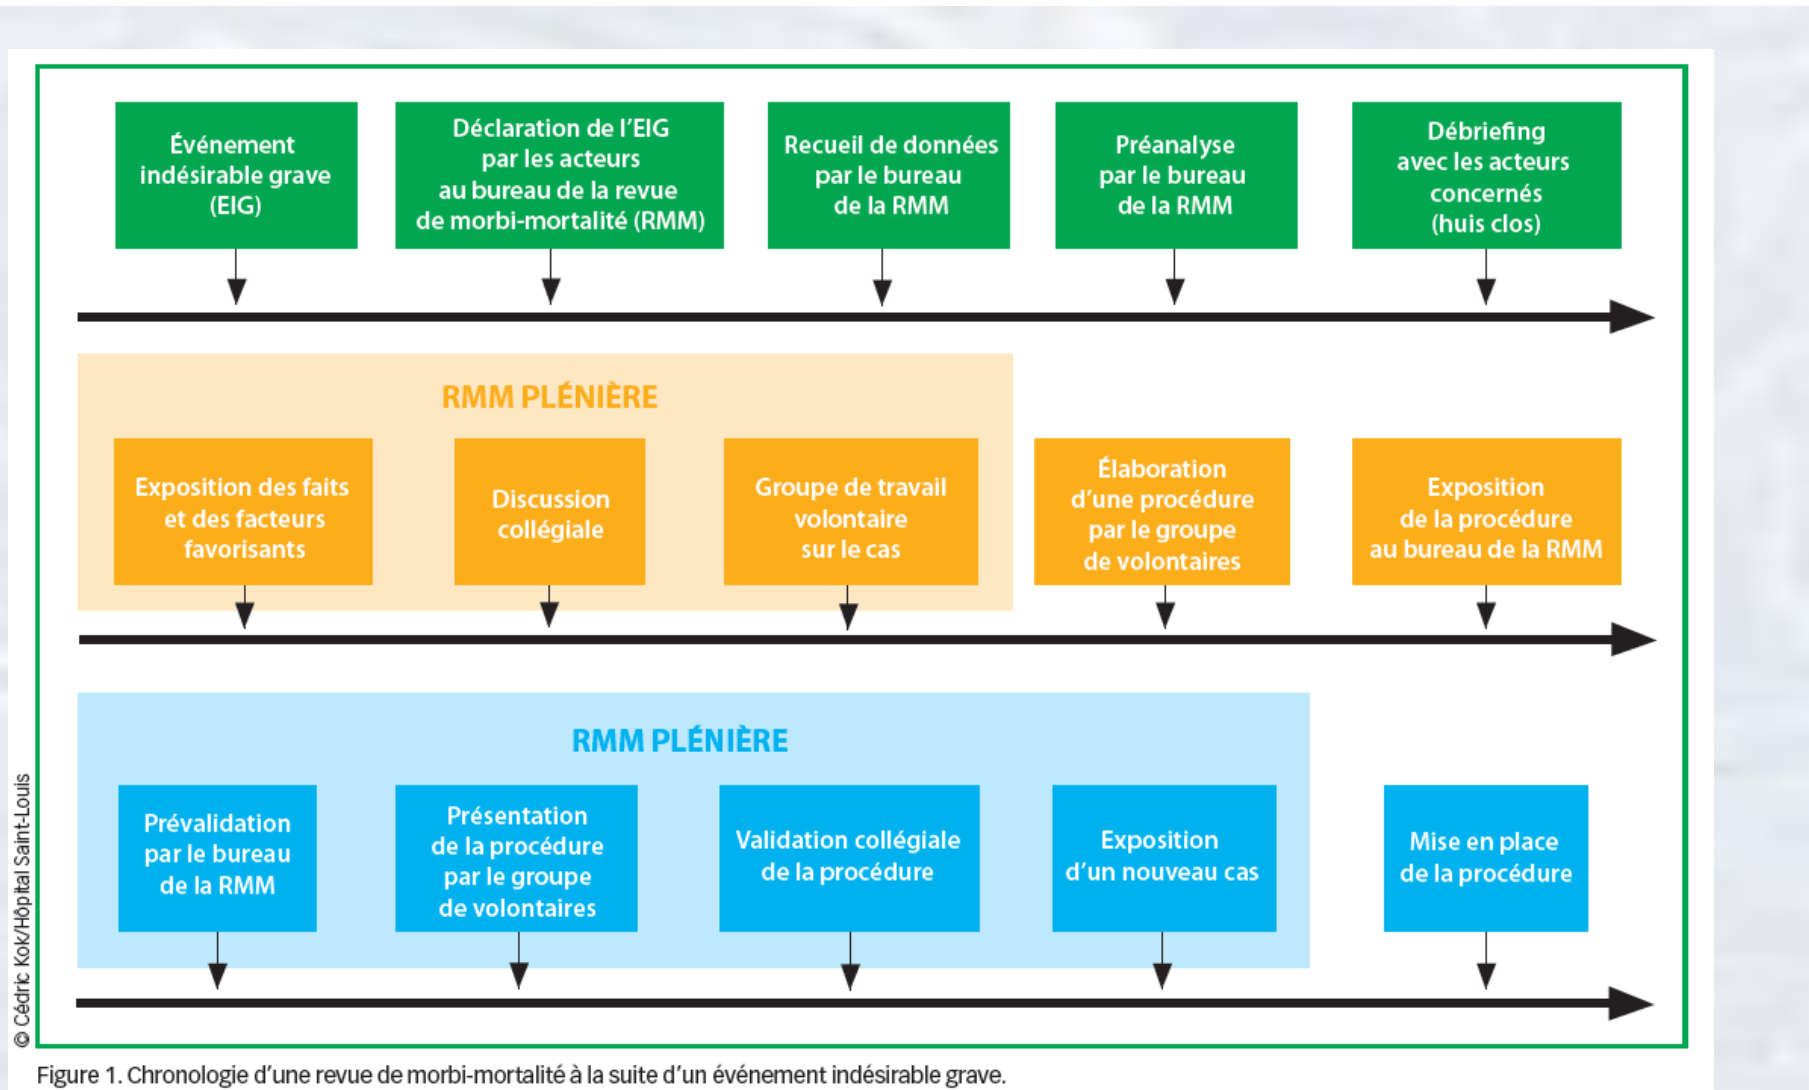 Événement
indésirable grave
(EIG)
Déclaration de l'EIG
par les acteurs
au bureau de la revue
de morbi-mortalité (RMM)
Recueil de données
par le bureau
de la RMM
Préanalyse
par le bureau
de la RMM
Débriefing
avec les acteurs
concernés
(huis clos)
RMM PLÉNIÈRE
Exposition des faits
et des facteurs
favorisants
Discussion
collégiale
Groupe de travail
volontaire
sur le cas
Élaboration
d'une procédure
par le groupe
de volontaires
Exposition
de la procédure
au bureau de la RMM
RMM PLÉNIÈRE
Prévalidation
par le bureau
de la RMM
Présentation
de la procédure
par le groupe
de volontaires
Validation collégiale
de la procédure
Exposition
d'un nouveau cas
Mise en place
de la procédure
© Cédric Kok/Hôpital Saint-Louis
Figure 1. Chronologie d'une revue de morbi-mortalité à la suite d'un événement indésirable grave.